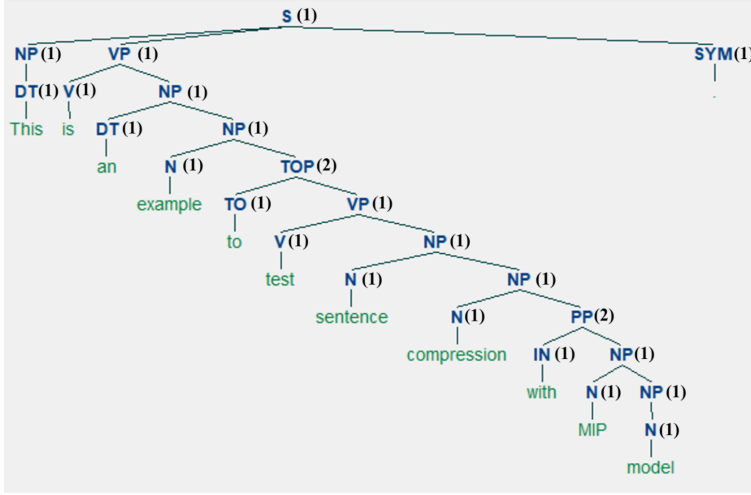 S (1)
NP(1) VP (1) SYM(1)
DT(1) V(1) NP (1) .
This is DT(1) NP(1)
an N (1) TOP(2)
example TO (1) VP(1)
to V(1) NP(1)
test N (1) NP (1)
sentence N(1) PP(2)
compression IN (1) NP(1)
with N(1) NP(1)
MIP N(1)
model